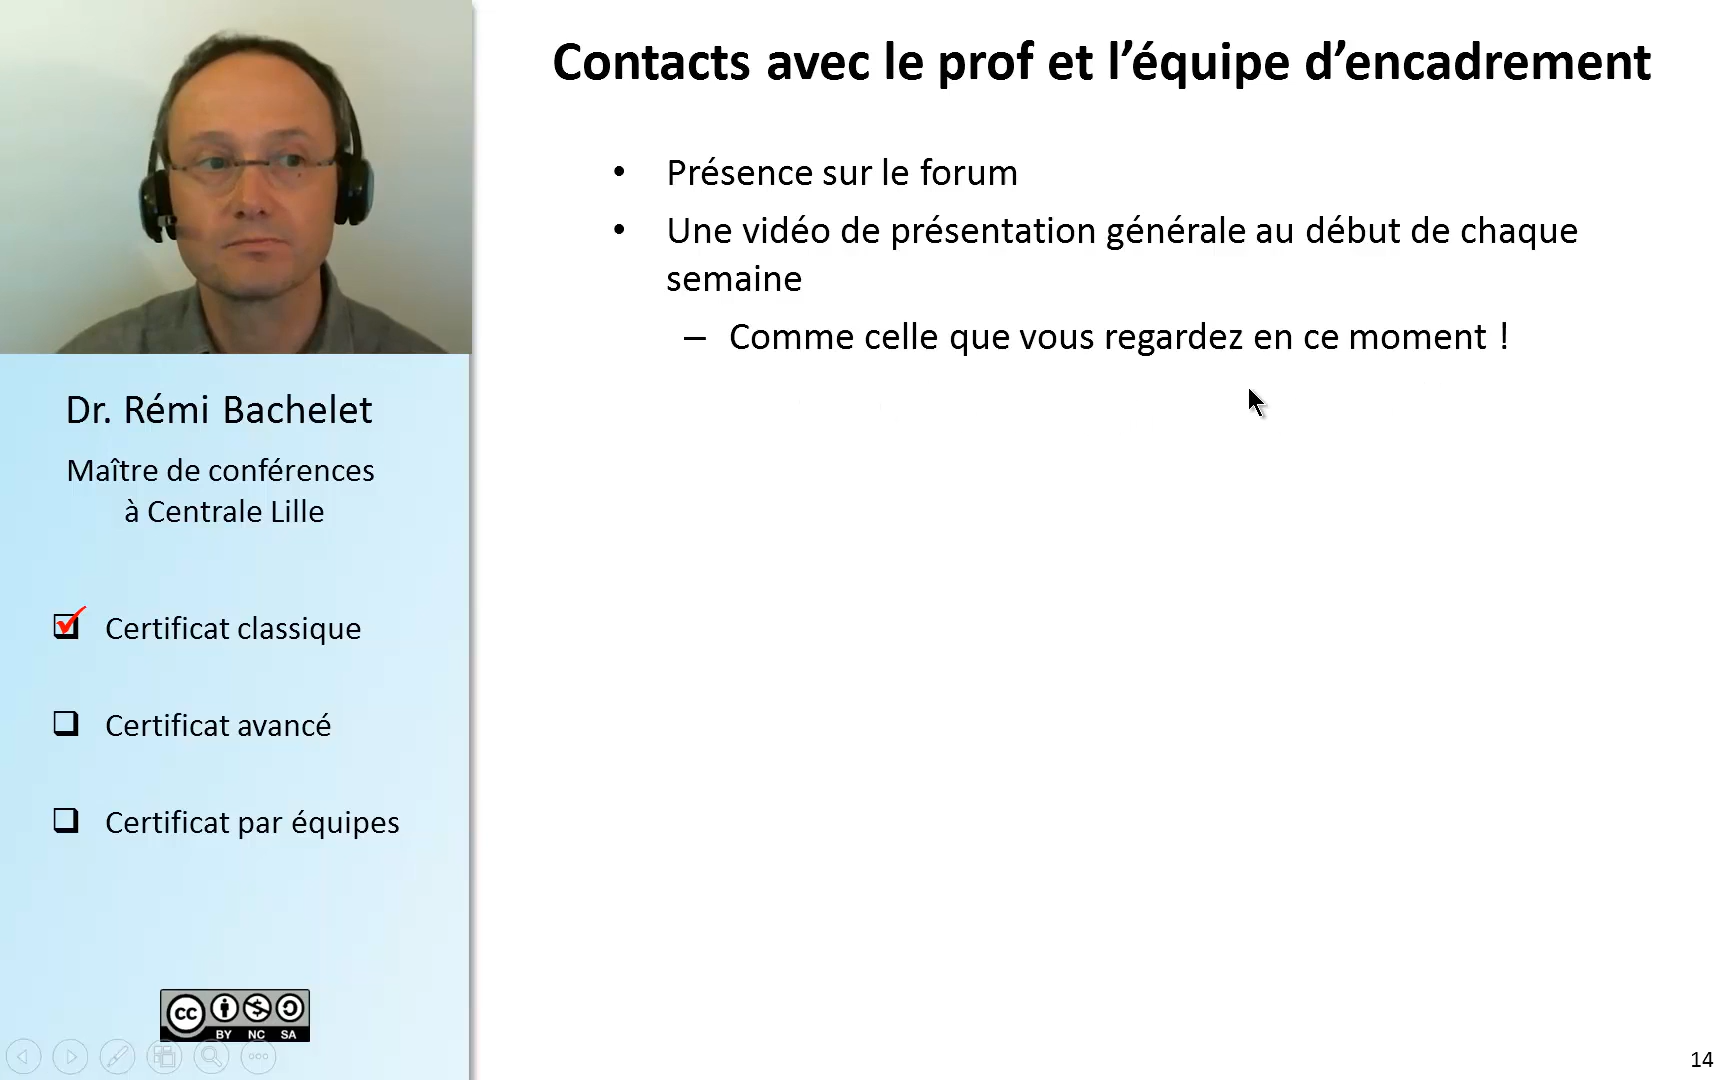 Contacts avec le prof et l’équipe d’encadrement
• Présence sur le forum
• Une vidéo de présentation générale au début de chaque
semaine
– Comme celle que vous regardez en ce moment !
Dr. Rémi Bachelet
Maître de conférences
à Centrale Lille
Certificat classique
Certificat avancé
Certificat par équipes
cc
BY NC SA
14